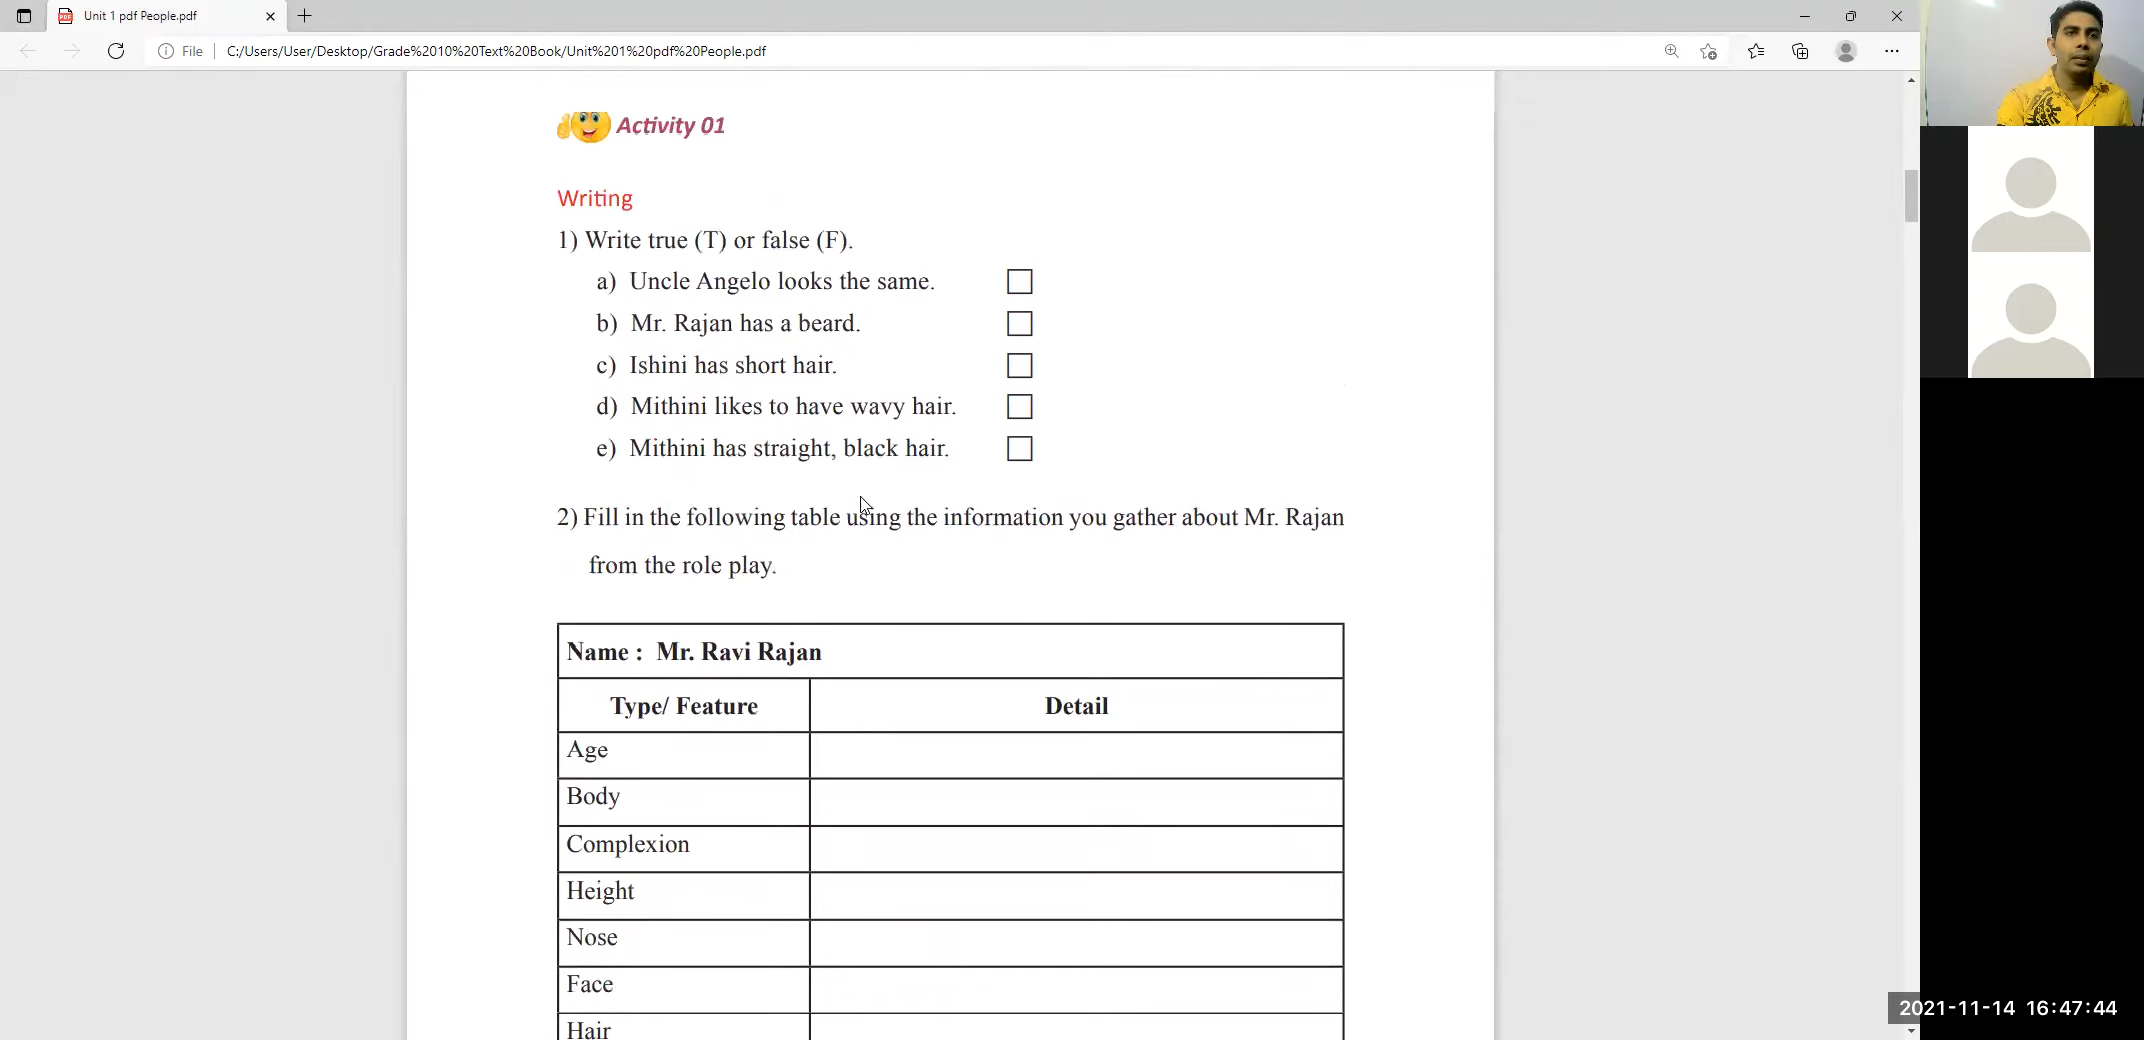 Unit 1 pdf People.pdf
File
C:/Users/User/Desktop/Grade%2010%20Text%20Book/Unit%201%20pdf%20People.pdf
Activity 01
Writing
1) Write true (T) or false (F).
a) Uncle Angelo looks the same.
b) Mr. Rajan has a beard.
c) Ishini has short hair.
d) Mithini likes to have wavy hair.
e) Mithini has straight, black hair.
2) Fill in the following table using the information you gather about Mr. Rajan
from the role play.
Name : Mr. Ravi Rajan
Type/ Feature Detail
Age
Body
Complexion
Height
Nose
Face
Hair
2021-11-14 16:47:44